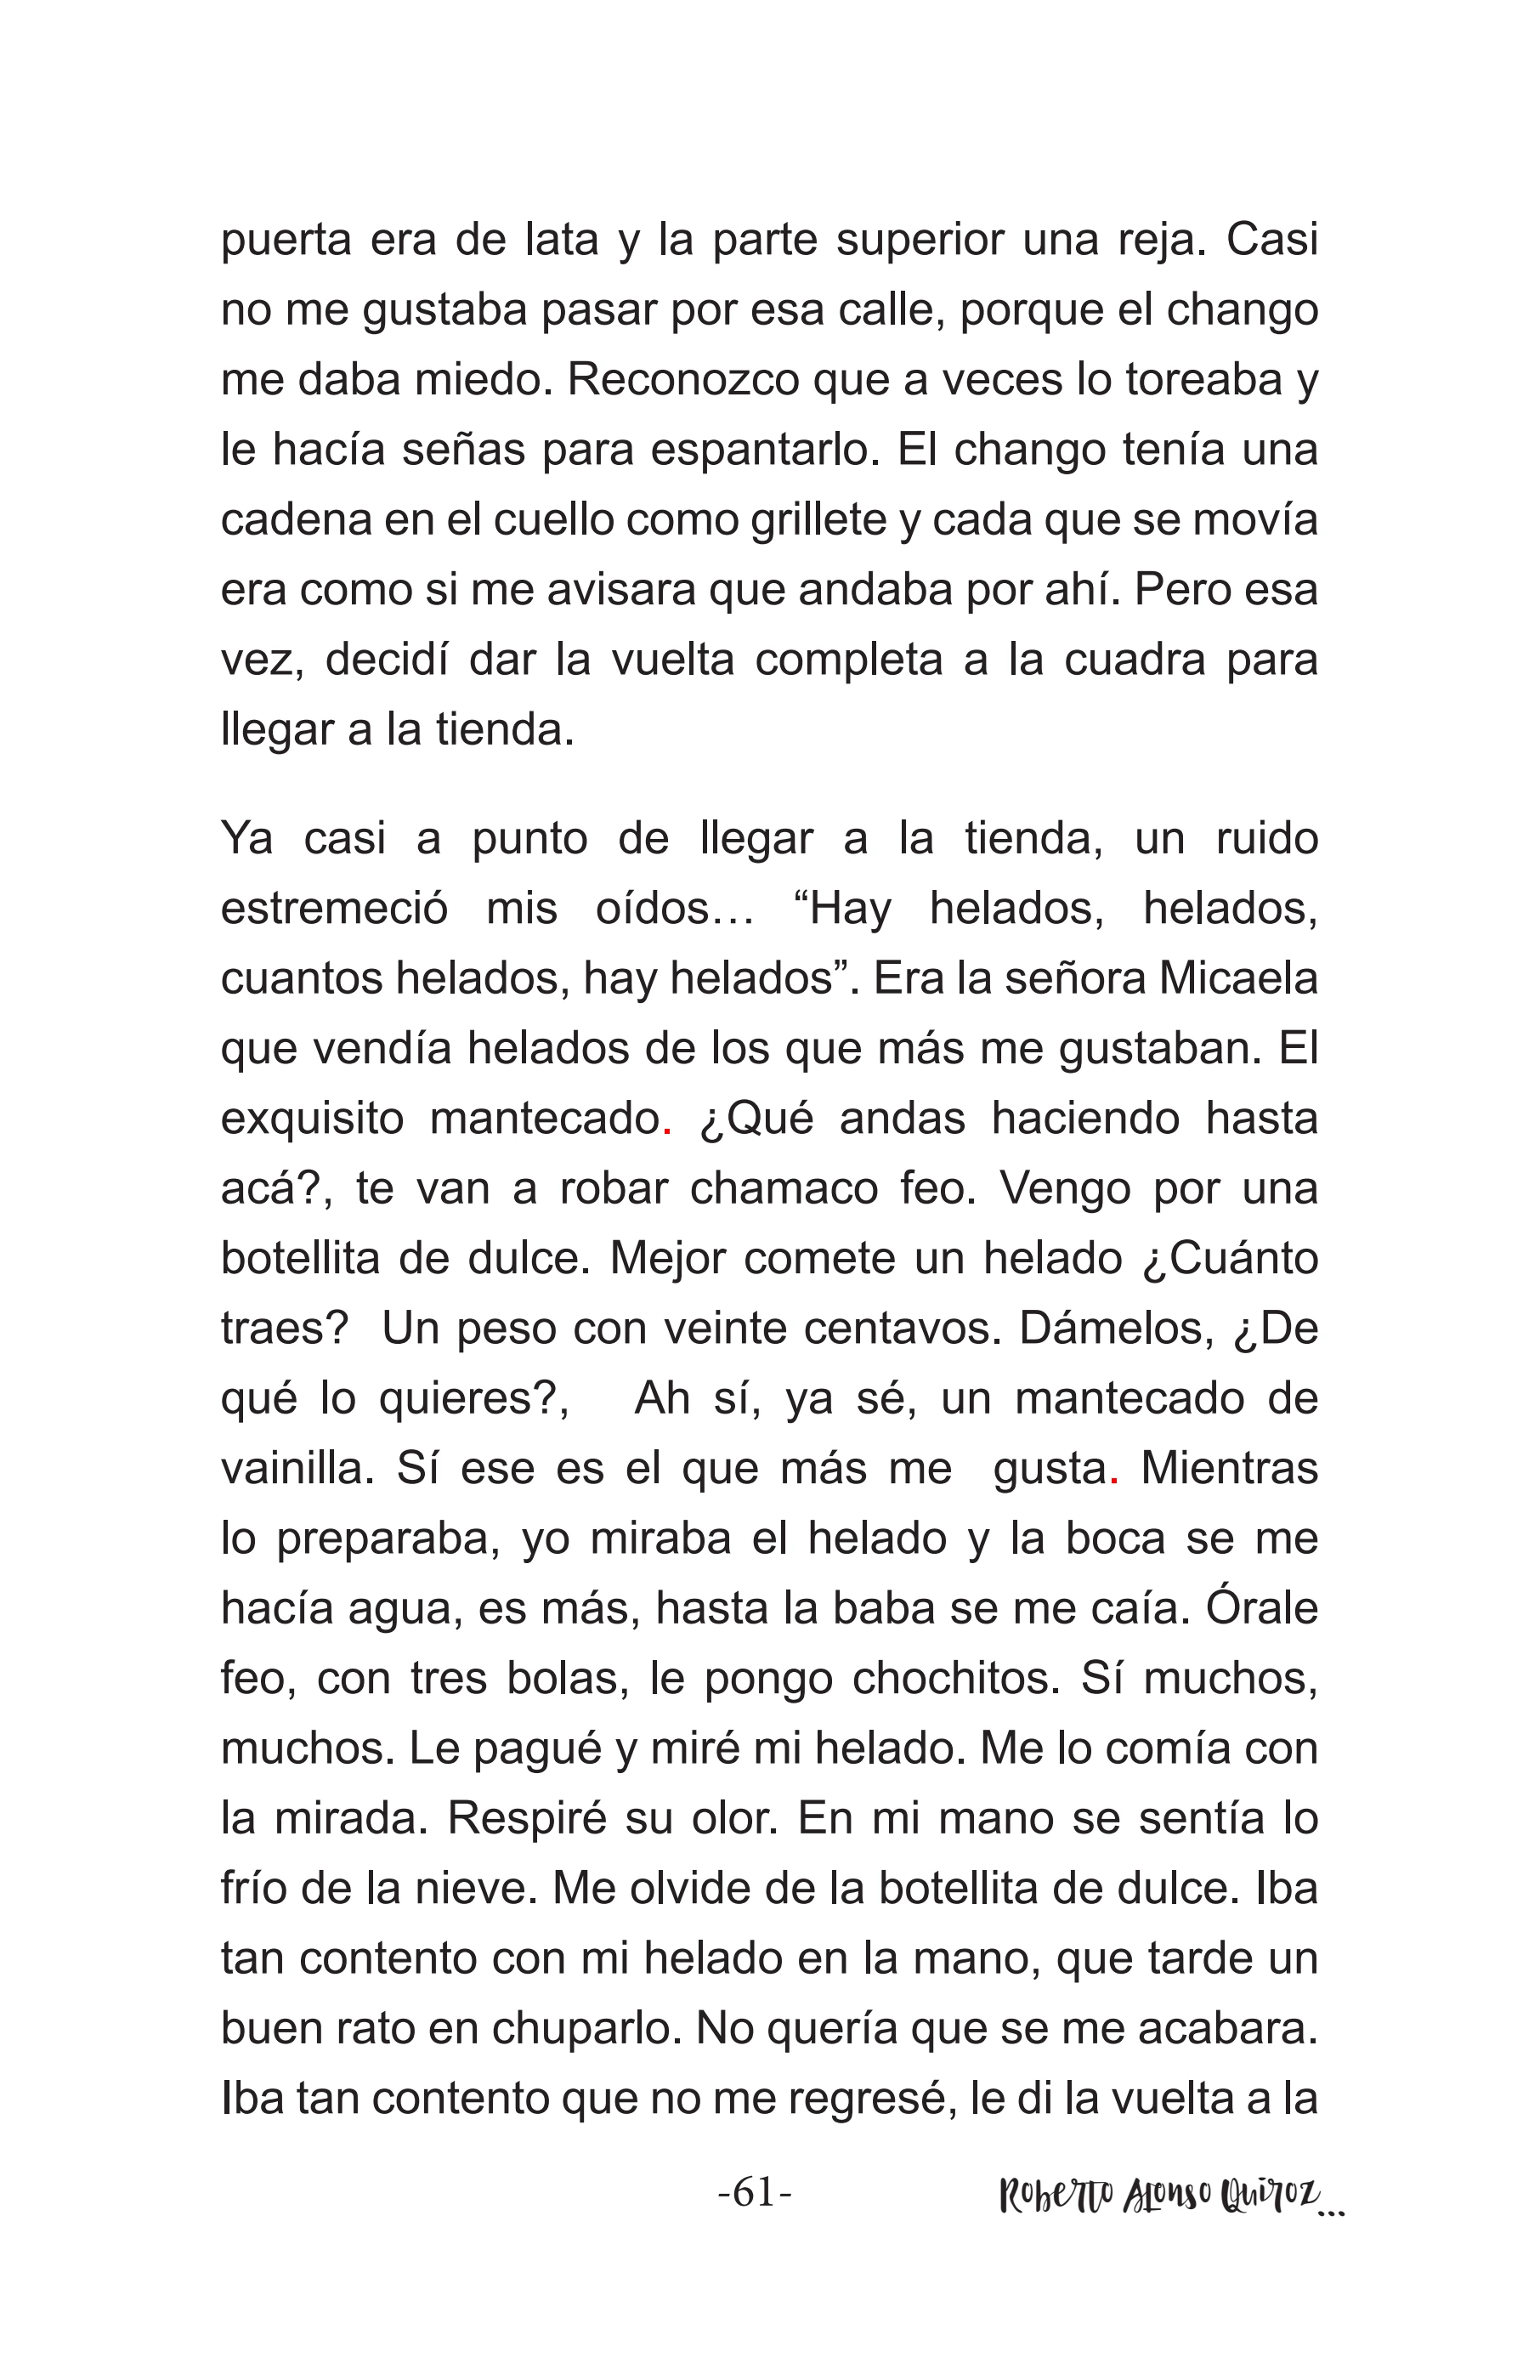 puerta era de lata y la parte superior una reja. Casi
no me gustaba pasar por esa calle, porque el chango
me daba miedo. Reconozco que a veces lo toreaba y
le hacía señas para espantarlo. El chango tenía una
cadena en el cuello como grillete y cada que se movía
era como si me avisara que andaba por ahí. Pero esa
vez, decidí dar la vuelta completa a la cuadra para
llegar a la tienda.
Ya casi a punto de llegar a la tienda, un ruido
estremeció mis oídos… “Hay helados, helados,
cuantos helados, hay helados”. Era la señora Micaela
que vendía helados de los que más me gustaban. El
exquisito mantecado. ¿Qué andas haciendo hasta
acá?, te van a robar chamaco feo. Vengo por una
botellita de dulce. Mejor comete un helado ¿Cuánto
traes? Un peso con veinte centavos. Dámelos, ¿De
qué lo quieres?, Ah sí, ya sé, un mantecado de
vainilla. Sí ese es el que más me gusta. Mientras
lo preparaba, yo miraba el helado y la boca se me
hacía agua, es más, hasta la baba se me caía. Órale
feo, con tres bolas, le pongo chochitos. Sí muchos,
muchos. Le pagué y miré mi helado. Me lo comía con
la mirada. Respiré su olor. En mi mano se sentía lo
frío de la nieve. Me olvide de la botellita de dulce. Iba
tan contento con mi helado en la mano, que tarde un
buen rato en chuparlo. No quería que se me acabara.
Iba tan contento que no me regresé, le di la vuelta a la
-61- Roberto Alonso Quiroz...